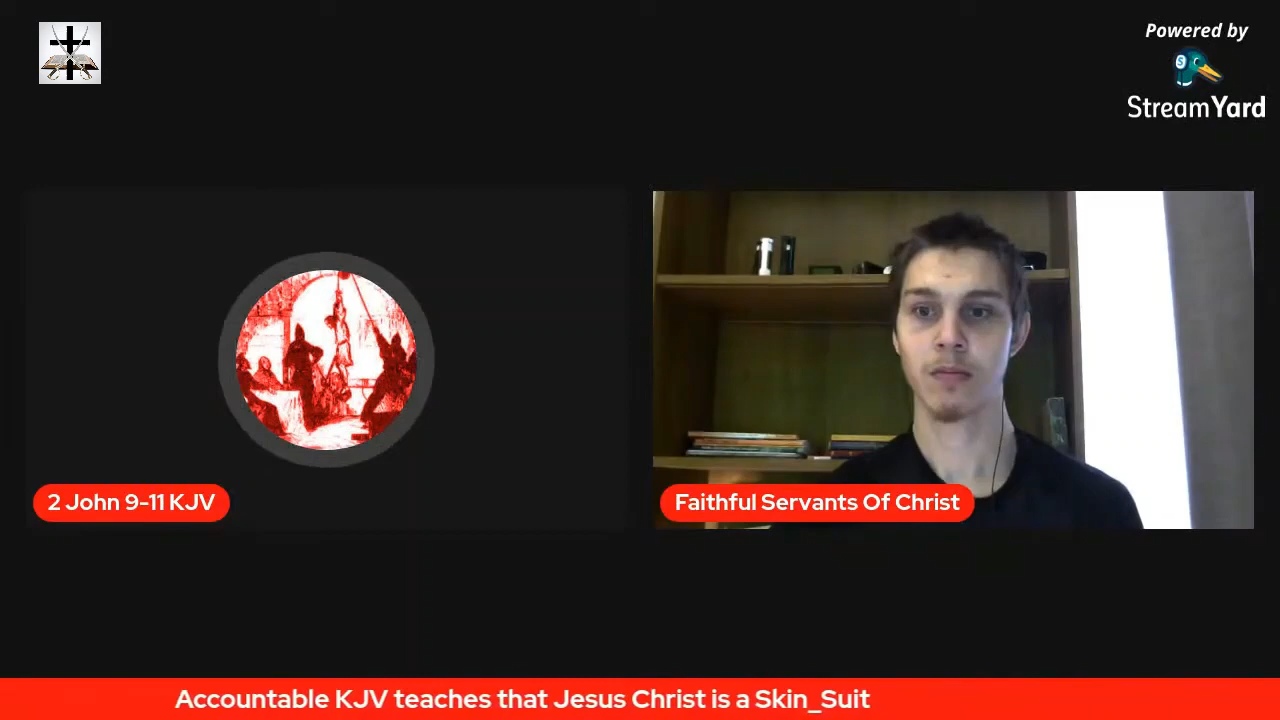 Powered by
StreamYard
2 John 9-11 KJV
Faithful Servants Of Christ
Accountable KJV teaches that Jesus Christ is a Skin_Suit